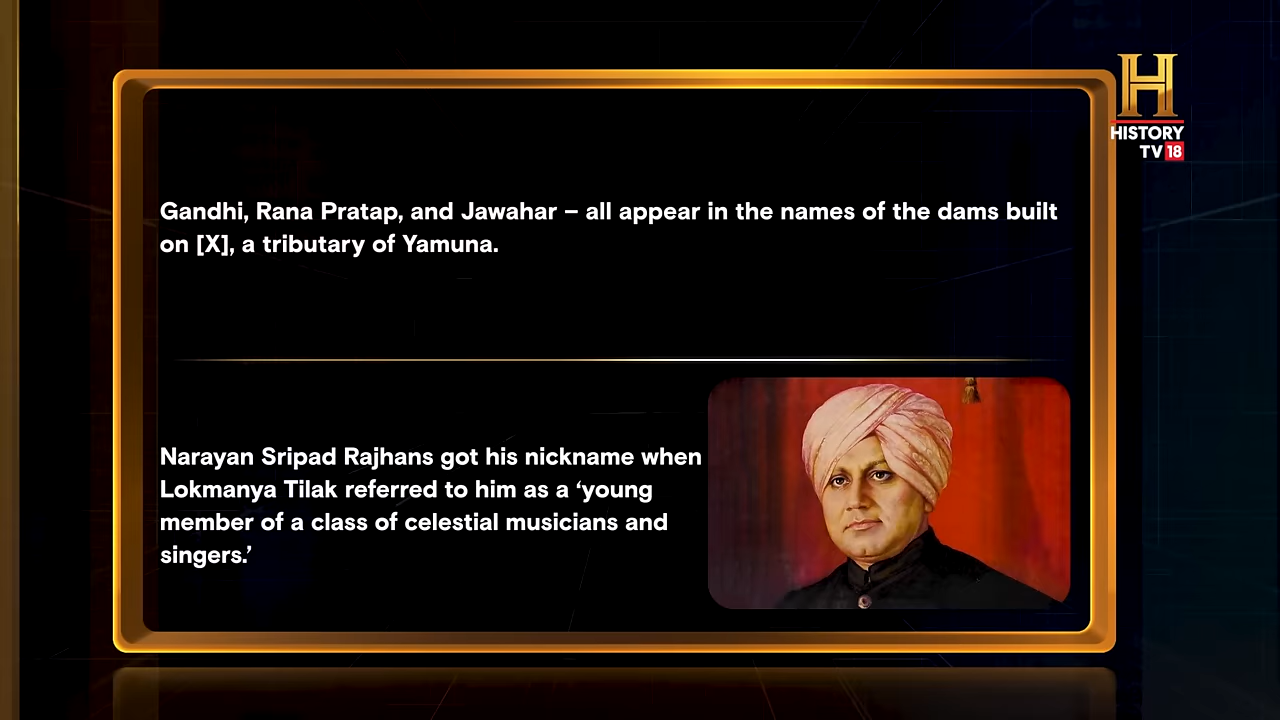 Gandhi, Rana Pratap, and Jawahar – all appear in the names of the dams built
on [X], a tributary of Yamuna.
Narayan Sripad Rajhans got his nickname when
Lokmanya Tilak referred to him as a ‘young
member of a class of celestial musicians and
singers.’
H
HISTORY
TV 18